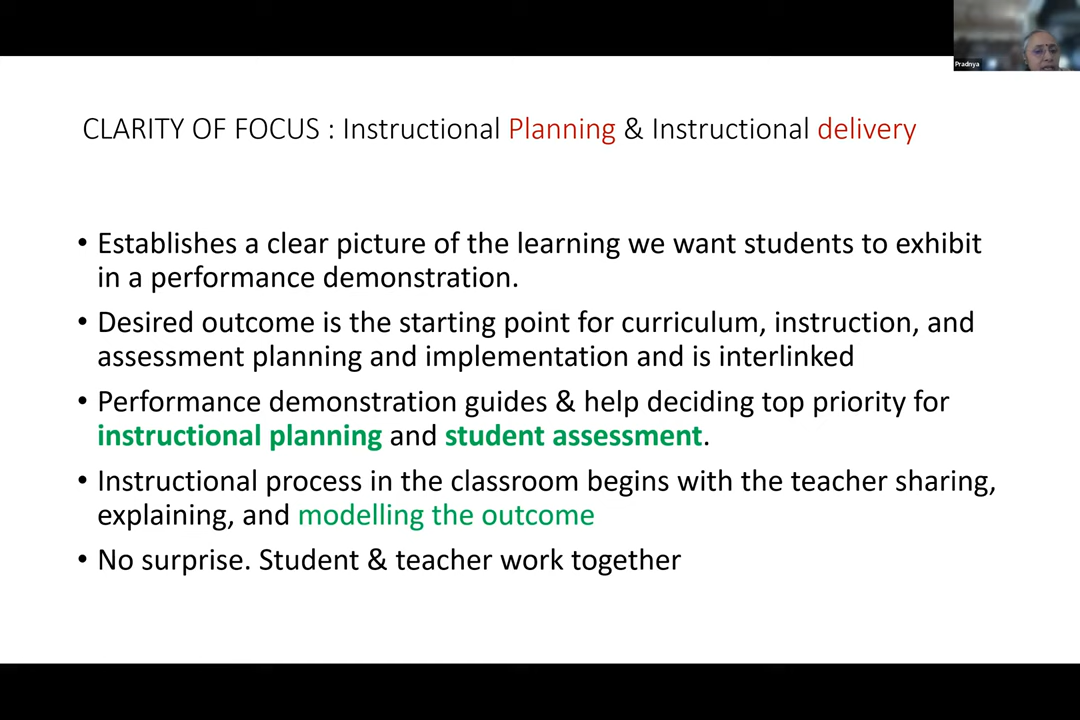 Pradnya
CLARITY OF FOCUS : Instructional Planning & Instructional delivery
• Establishes a clear picture of the learning we want students to exhibit
in a performance demonstration.
• Desired outcome is the starting point for curriculum, instruction, and
assessment planning and implementation and is interlinked
• Performance demonstration guides & help deciding top priority for
instructional planning and student assessment.
• Instructional process in the classroom begins with the teacher sharing,
explaining, and modelling the outcome
• No surprise. Student & teacher work together